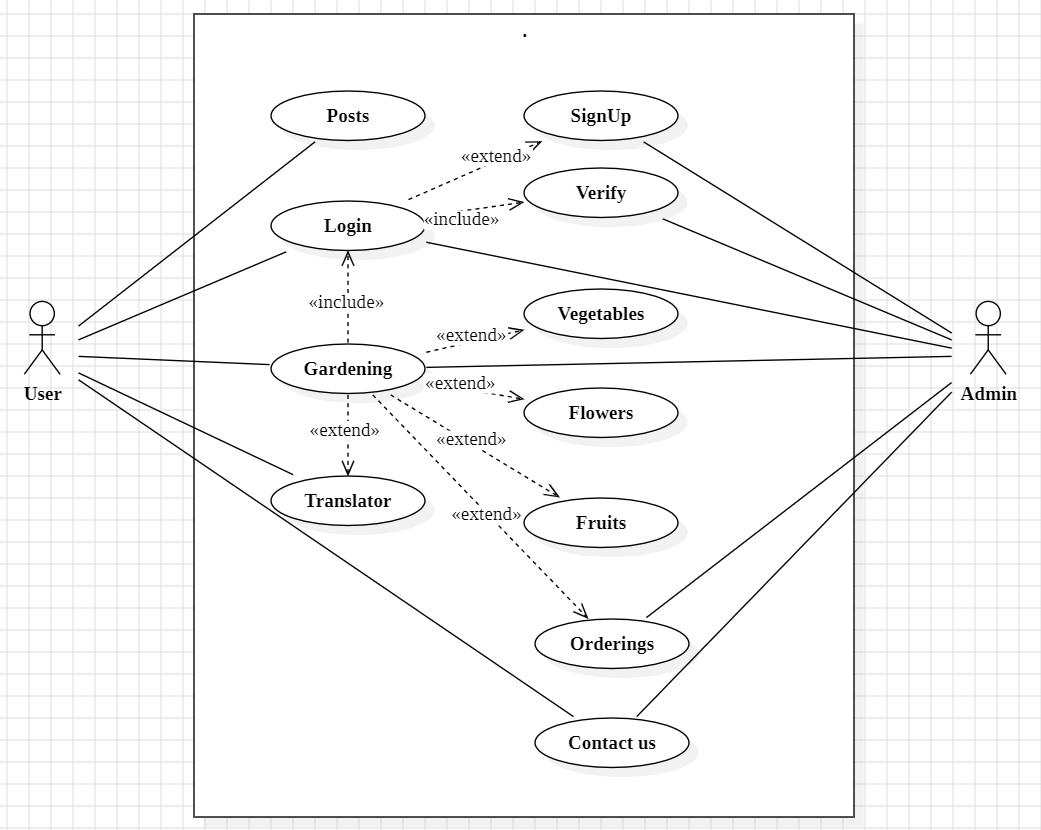 .
Posts
SignUp
«extend»
Verify
«include»
Login
«include»
Vegetables
«extend»
Gardening
«extend»
User
Admin
Flowers
«extend»
«extend»
Translator
«extend»
Fruits
Orderings
Contact us